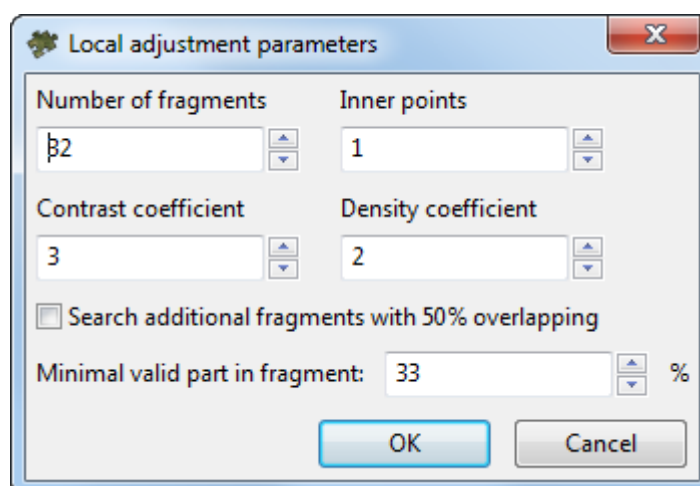 Local adjustment parameters
Number of fragments Inner points
32 1
Contrast coefficient Density coefficient
3 2
Search additional fragments with 50% overlapping
Minimal valid part in fragment: 33 %
OK Cancel